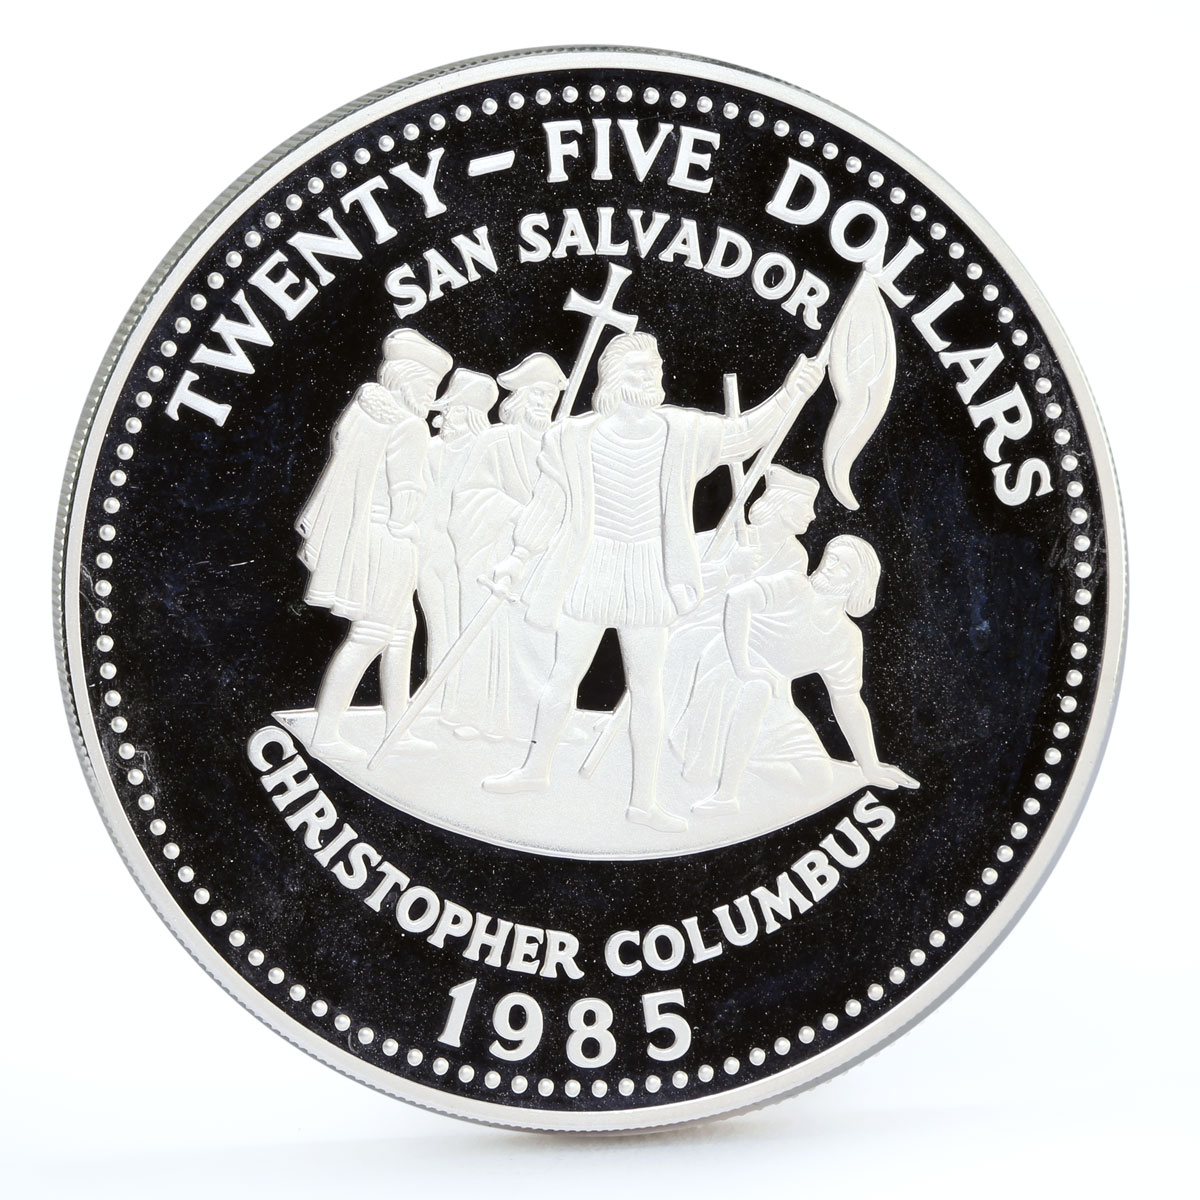 TWENTY - FIVE DOLLARS
SAN SALVADOR
CHRISTOPHER COLUMBUS
1985